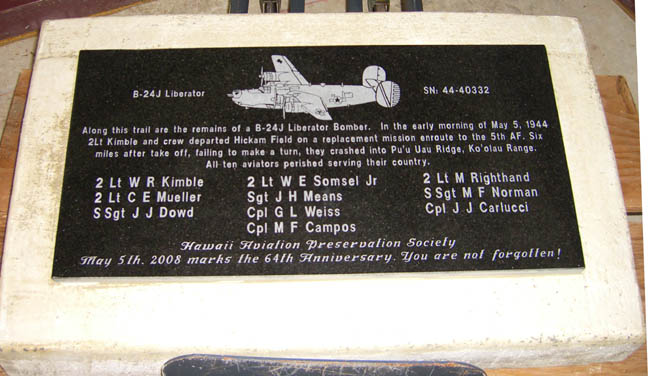 B-24J Liberator SN: 44-40332
Along this trail are the remains of a B-24J Liberator Bomber. In the early morning of May 5, 1944
2Lt Kimble and crew departed Hickam Field on a replacement mission enroute to the 5th AF. Six
miles after take off, failing to make a turn, they crashed into Pu'u Uau Ridge, Ko'olau Range.
All ten aviators perished serving their country.
2 Lt W R Kimble 2 Lt W E Somsel Jr 2 Lt M Righthand
2 Lt C E Mueller Sgt J H Means S Sgt M F Norman
S Sgt J J Dowd Cpl G L Weiss Cpl J J Carlucci
Cpl M F Campos
Hawaii Aviation Preservation Society
May 5th, 2008 marks the 64th Anniversary. You are not forgotten!